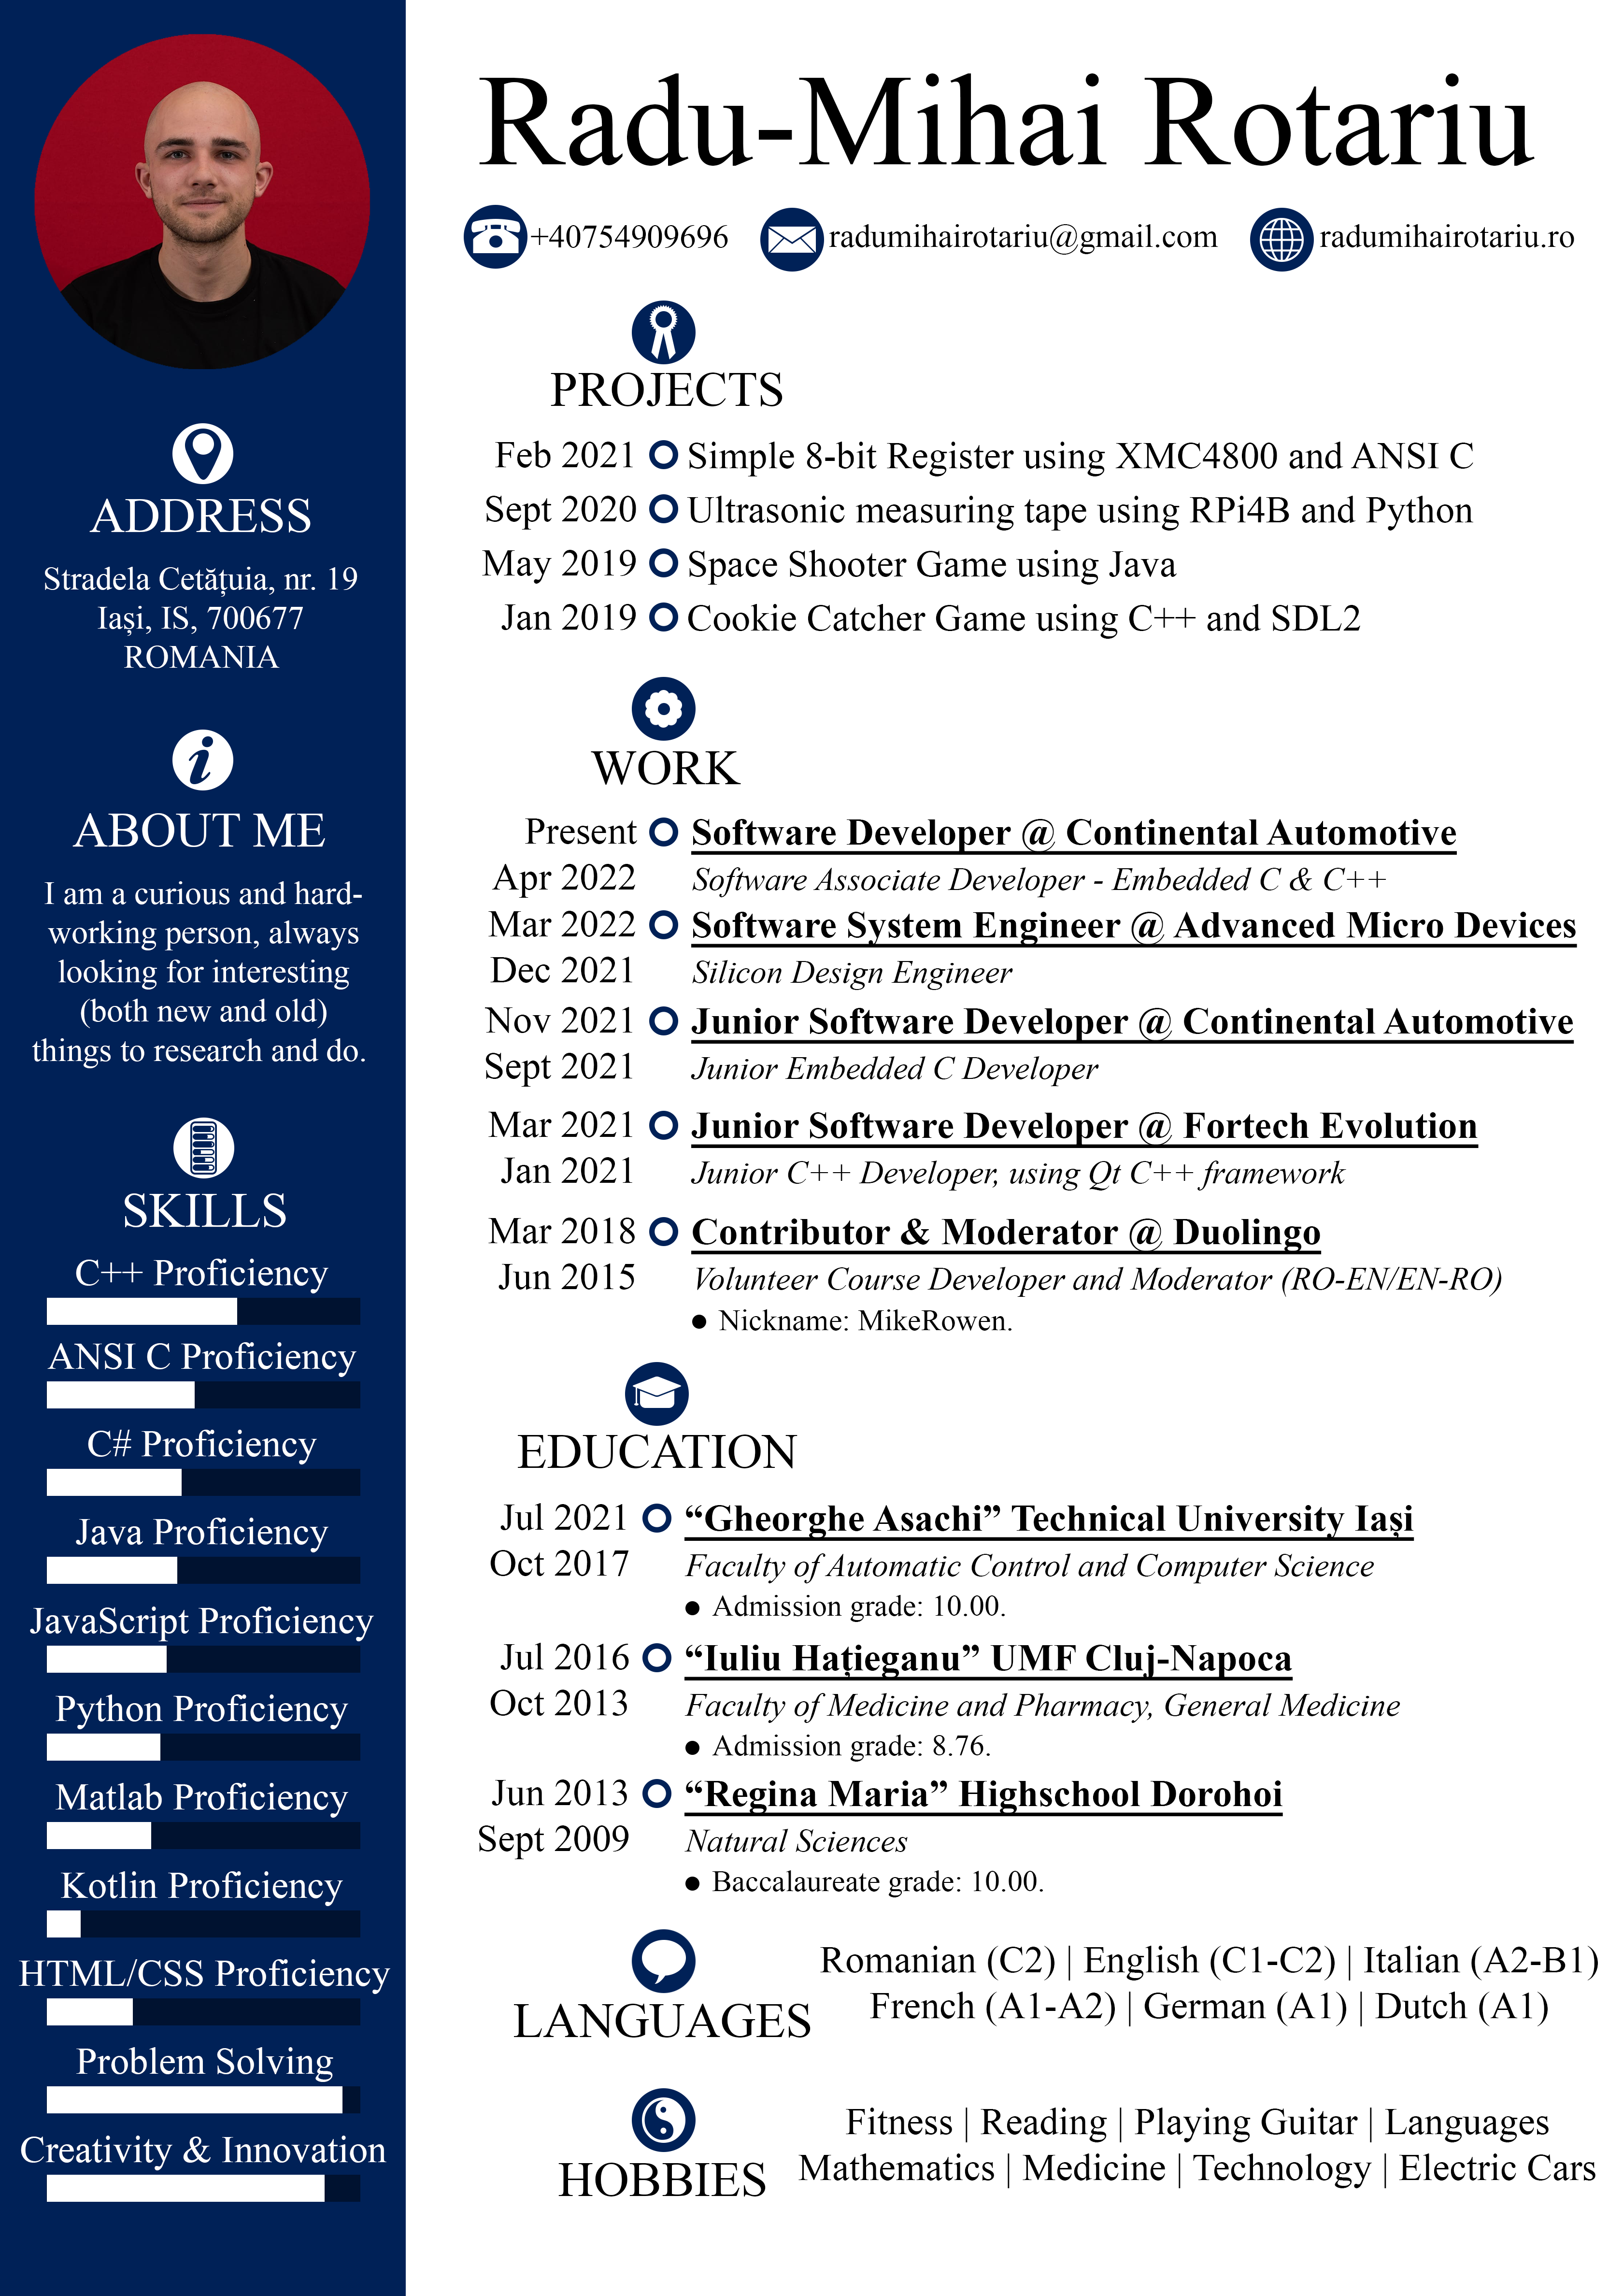 Radu-Mihai Rotariu
+40754909696 radumihairotariu@gmail.com radumihairotariu.ro
ADDRESS
Stradela Cetățuia, nr. 19
Iași, IS, 700677
ROMANIA
ABOUT ME
I am a curious and hard-
working person, always
looking for interesting
(both new and old)
things to research and do.
SKILLS
C++ Proficiency
ANSI C Proficiency
C# Proficiency
Java Proficiency
JavaScript Proficiency
Python Proficiency
Matlab Proficiency
Kotlin Proficiency
HTML/CSS Proficiency
Problem Solving
Creativity & Innovation
PROJECTS
Feb 2021 Simple 8-bit Register using XMC4800 and ANSI C
Sept 2020 Ultrasonic measuring tape using RPi4B and Python
May 2019 Space Shooter Game using Java
Jan 2019 Cookie Catcher Game using C++ and SDL2
WORK
Present Software Developer @ Continental Automotive
Apr 2022 Software Associate Developer - Embedded C & C++
Mar 2022 Software System Engineer @ Advanced Micro Devices
Dec 2021 Silicon Design Engineer
Nov 2021 Junior Software Developer @ Continental Automotive
Sept 2021 Junior Embedded C Developer
Mar 2021 Junior Software Developer @ Fortech Evolution
Jan 2021 Junior C++ Developer, using Qt C++ framework
Mar 2018 Contributor & Moderator @ Duolingo
Jun 2015 Volunteer Course Developer and Moderator (RO-EN/EN-RO)
● Nickname: MikeRowen.
EDUCATION
Jul 2021 “Gheorghe Asachi” Technical University Iași
Oct 2017 Faculty of Automatic Control and Computer Science
● Admission grade: 10.00.
Jul 2016 “Iuliu Hațieganu” UMF Cluj-Napoca
Oct 2013 Faculty of Medicine and Pharmacy, General Medicine
● Admission grade: 8.76.
Jun 2013 “Regina Maria” Highschool Dorohoi
Sept 2009 Natural Sciences
● Baccalaureate grade: 10.00.
LANGUAGES
Romanian (C2) | English (C1-C2) | Italian (A2-B1)
French (A1-A2) | German (A1) | Dutch (A1)
HOBBIES
Fitness | Reading | Playing Guitar | Languages
Mathematics | Medicine | Technology | Electric Cars